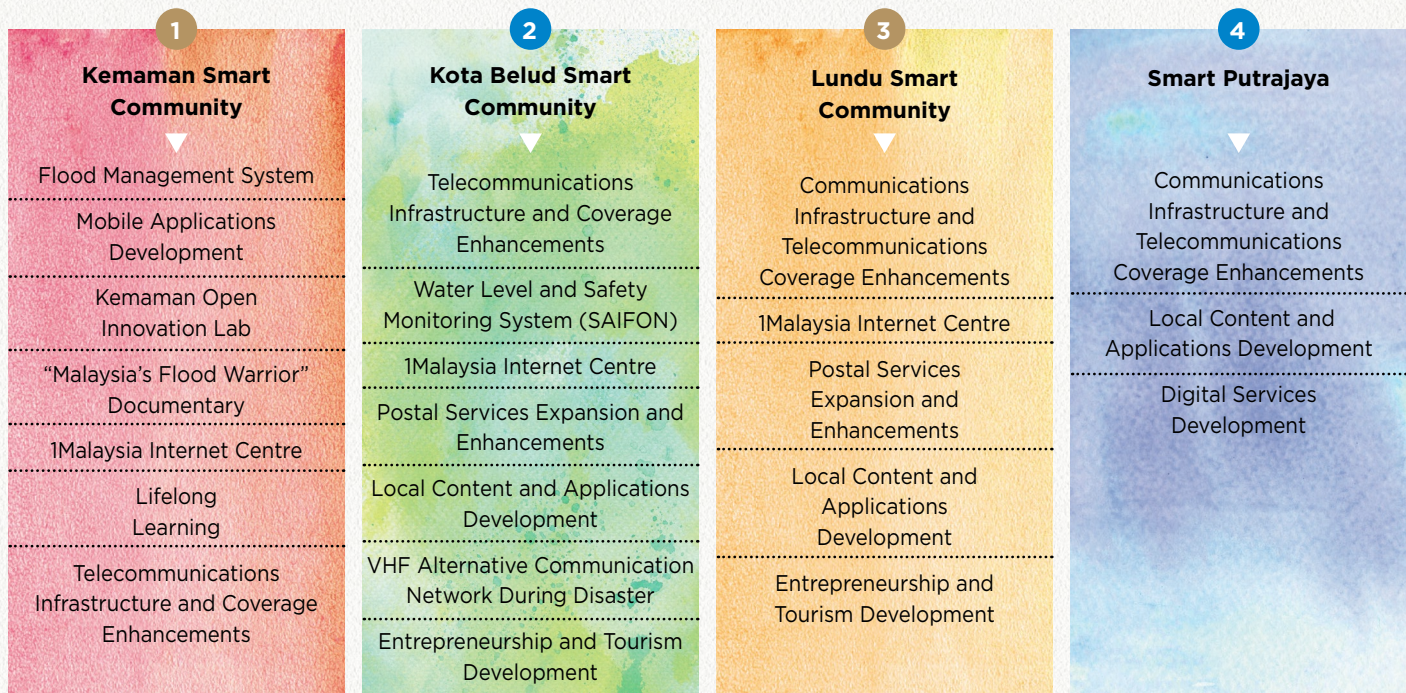 1
Kemaman Smart
Community
Flood Management System
Mobile Applications
Development
Kemaman Open
Innovation Lab
“Malaysia’s Flood Warrior”
Documentary
1Malaysia Internet Centre
Lifelong
Learning
Telecommunications
Infrastructure and Coverage
Enhancements
2
Kota Belud Smart
Community
Telecommunications
Infrastructure and Coverage
Enhancements
Water Level and Safety
Monitoring System (SAIFON)
1Malaysia Internet Centre
Postal Services Expansion and
Enhancements
Local Content and Applications
Development
VHF Alternative Communication
Network During Disaster
Entrepreneurship and Tourism
Development
3
Lundu Smart
Community
Communications
Infrastructure and
Telecommunications
Coverage Enhancements
1Malaysia Internet Centre
Postal Services
Expansion and
Enhancements
Local Content and
Applications
Development
Entrepreneurship and
Tourism Development
4
Smart Putrajaya
Communications
Infrastructure and
Telecommunications
Coverage Enhancements
Local Content and
Applications Development
Digital Services
Development